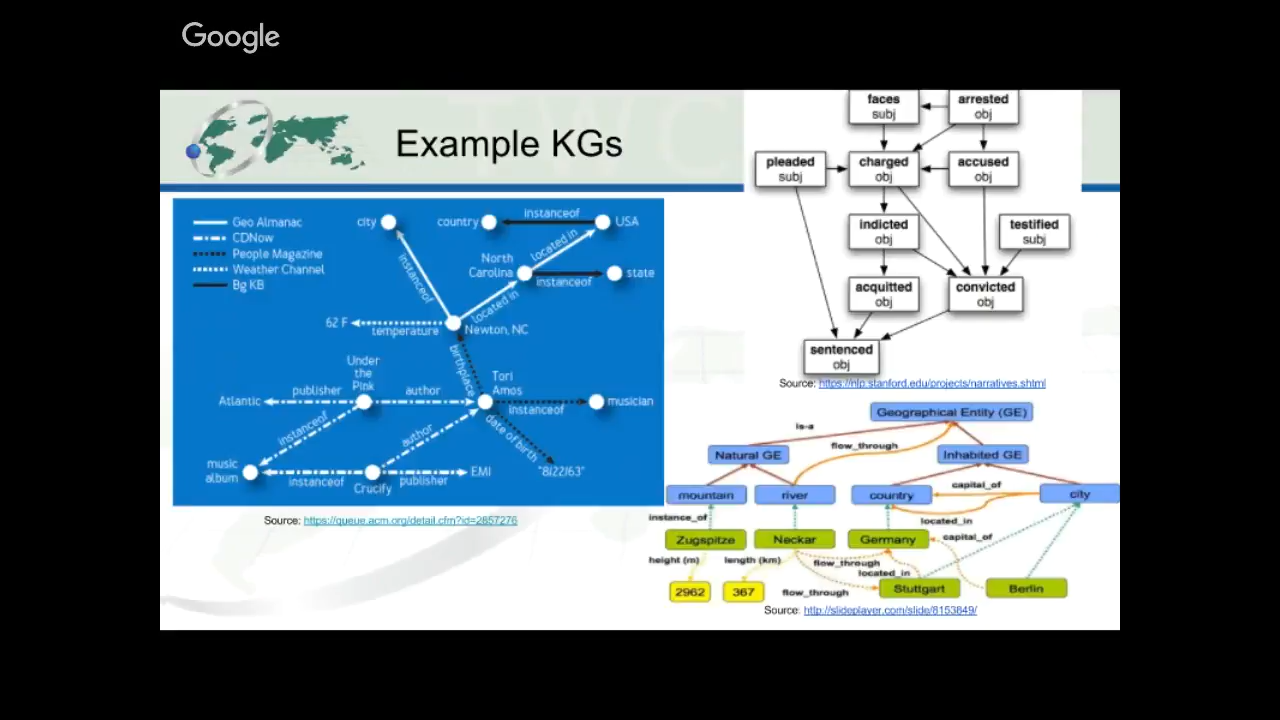 Google
Example KGs
Geo Almanac
CDNow
People Magazine
Weather Channel
Bg KB
city
country
instanceof
USA
located in
North
Carolina
instanceof
state
instanceof
located in
62 F
temperature
Newton, NC
birthplace
Under
the
Pink
publisher
author
Tori
Amos
Atlantic
instanceof
musician
instanceof
author
date of birth
music
album
instanceof
Crucify
publisher
EMI
"8/22/63"
Source: https://queue.acm.org/detail.cfm?id=2857276
faces
subj
arrested
obj
pleaded
subj
charged
obj
accused
obj
indicted
obj
testified
subj
acquitted
obj
convicted
obj
sentenced
obj
Source: https://nlp.stanford.edu/projects/narratives.shtml
Geographical Entity (GE)
is-a
flow_through
Natural GE
Inhabited GE
capital_of
mountain
river
country
city
instance_of
located_in
Zugspitze
Neckar
Germany
capital_of
height (m)
length (km)
flow_through
located_in
2962
367
flow_through
Stuttgart
Berlin
Source: http://slideplayer.com/slide/8153849/